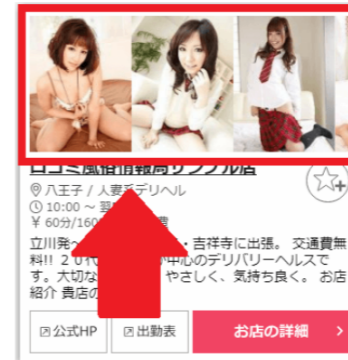 口コミ風俗情報局サンプル店
八王子 / 人妻系デリヘル
10:00 ～ 翌
¥ 60分/160
立川発～ ・吉祥寺に出張。 交通費無
料!! ２０代 中心のデリバリーヘルスで
す。大切な やさしく、気持ち良く。 お店
紹介 貴店の
公式HP 出勤表 お店の詳細 >